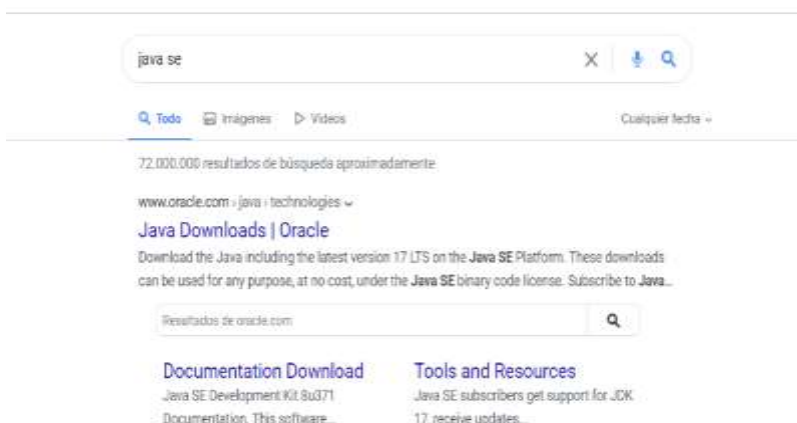 java se
Todo Imágenes Videos Cualquier fecha
72.000.000 resultados de búsqueda aproximadamente
www.oracle.com › java › technologies
Java Downloads | Oracle
Download the Java including the latest version 17 LTS on the Java SE Platform. These downloads
can be used for any purpose, at no cost, under the Java SE binary code license. Subscribe to Java...
Resultados de oracle.com
Documentation Download
Java SE Development Kit 8u371
Documentation. This software...
Tools and Resources
Java SE subscribers get support for JDK
17, receive updates...